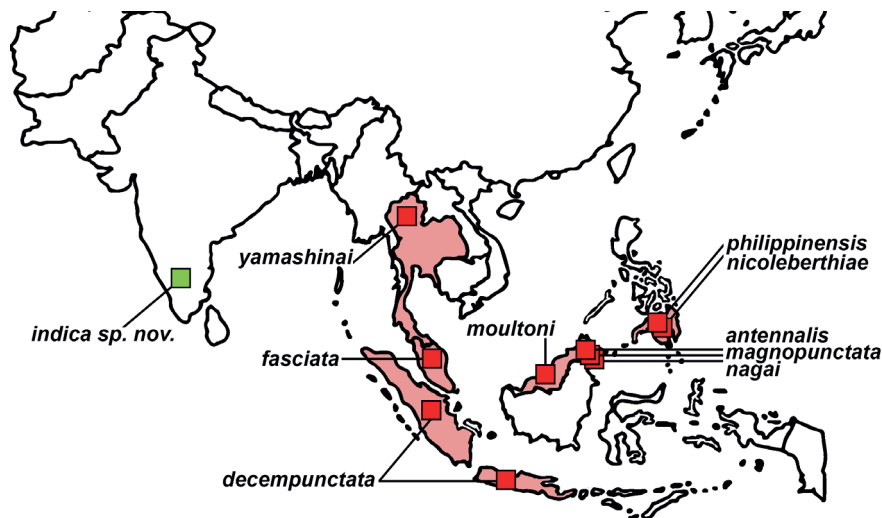 philippinensis
nicoleberthiae
yamashinai
indica sp. nov.
moultoni
antennalis
magnopunctata
nagai
fasciata
decempunctata